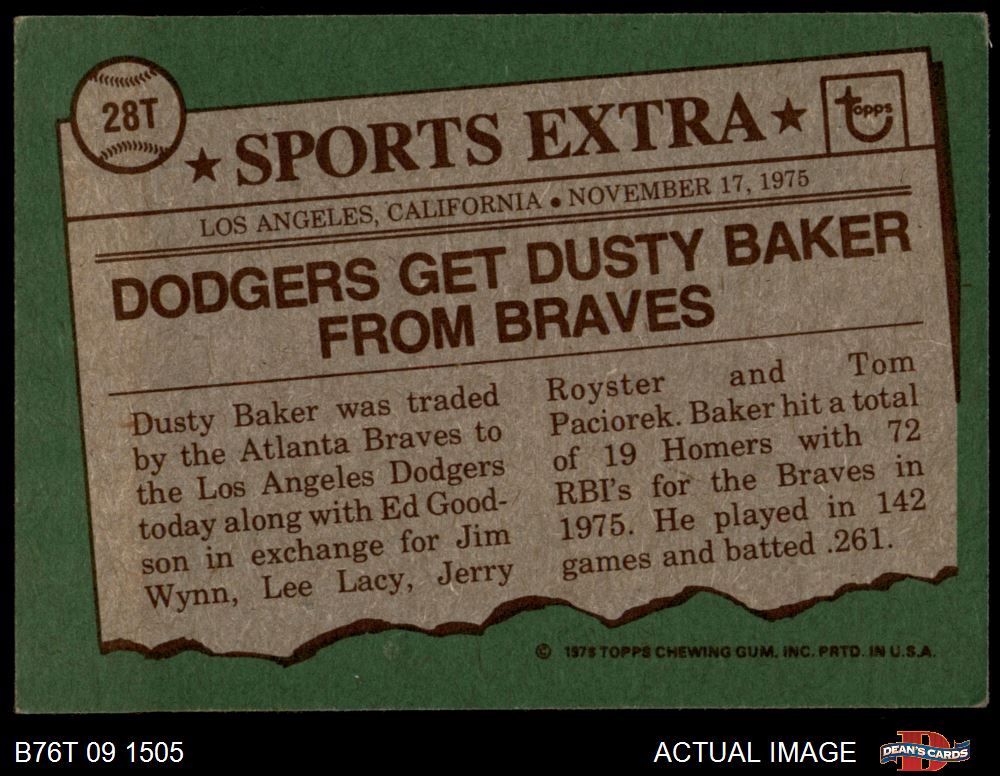 28T
★ SPORTS EXTRA ★
topps
LOS ANGELES, CALIFORNIA ● NOVEMBER 17, 1975
DODGERS GET DUSTY BAKER
FROM BRAVES
Dusty Baker was traded
by the Atlanta Braves to
the Los Angeles Dodgers
today along with Ed Good-
son in exchange for Jim
Wynn, Lee Lacy, Jerry
Royster and Tom
Paciorek. Baker hit a total
of 19 Homers with 72
RBI's for the Braves in
1975. He played in 142
games and batted .261.
© 1976 TOPPS CHEWING GUM, INC. PRTD. IN U.S.A.
B76T 09 1505
ACTUAL IMAGE
DEAN'S CARDS